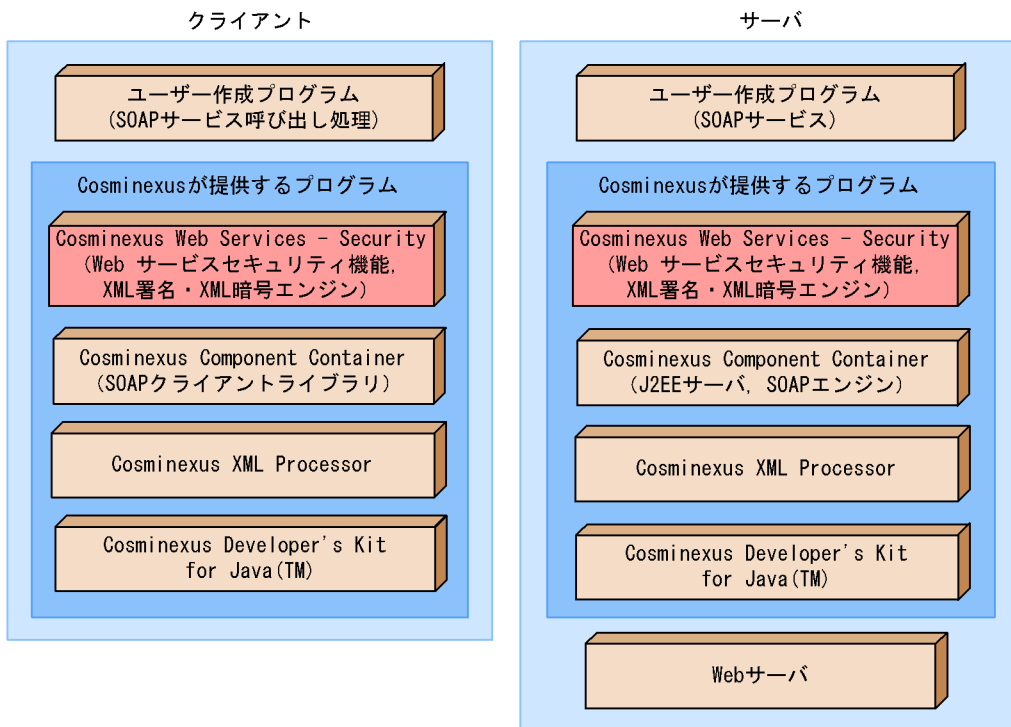 クライアント
ユーザー作成プログラム
(SOAPサービス呼び出し処理)
Cosminexusが提供するプログラム
Cosminexus Web Services - Security
(Web サービスセキュリティ機能,
XML署名・XML暗号エンジン)
Cosminexus Component Container
(SOAPクライアントライブラリ)
Cosminexus XML Processor
Cosminexus Developer's Kit
for Java(TM)
サーバ
ユーザー作成プログラム
(SOAPサービス)
Cosminexusが提供するプログラム
Cosminexus Web Services - Security
(Web サービスセキュリティ機能,
XML署名・XML暗号エンジン)
Cosminexus Component Container
(J2EEサーバ, SOAPエンジン)
Cosminexus XML Processor
Cosminexus Developer's Kit
for Java(TM)
Webサーバ